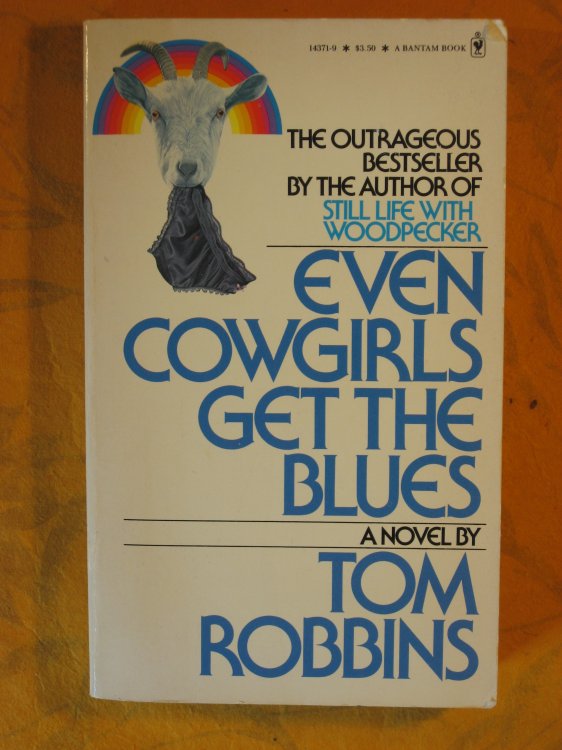 14371-9 * $3.50 * A BANTAM BOOK
THE OUTRAGEOUS
BESTSELLER
BY THE AUTHOR OF
STILL LIFE WITH
WOODPECKER
EVEN
COWGIRLS
GET THE
BLUES
A NOVEL BY
TOM
ROBBINS